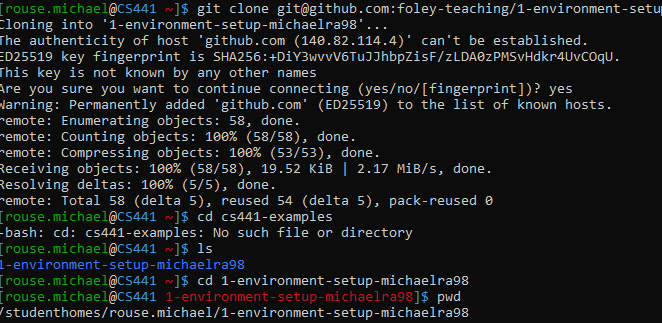 [rouse.michael@CS441 ~]$ git clone git@github.com:foley-teaching/1-environment-setup
Cloning into '1-environment-setup-michaelra98'...
The authenticity of host 'github.com (140.82.114.4)' can't be established.
ED25519 key fingerprint is SHA256:+DiY3wvvV6TuJJhbpZisF/zLDA0zPMSvHdkr4UvCOqU.
This key is not known by any other names
Are you sure you want to continue connecting (yes/no/[fingerprint])? yes
Warning: Permanently added 'github.com' (ED25519) to the list of known hosts.
remote: Enumerating objects: 58, done.
remote: Counting objects: 100% (58/58), done.
remote: Compressing objects: 100% (53/53), done.
Receiving objects: 100% (58/58), 19.52 KiB | 2.17 MiB/s, done.
Resolving deltas: 100% (5/5), done.
remote: Total 58 (delta 5), reused 54 (delta 5), pack-reused 0
[rouse.michael@CS441 ~]$ cd cs441-examples
-bash: cd: cs441-examples: No such file or directory
[rouse.michael@CS441 ~]$ ls
1-environment-setup-michaelra98
[rouse.michael@CS441 ~]$ cd 1-environment-setup-michaelra98
[rouse.michael@CS441 1-environment-setup-michaelra98]$ pwd
/studenthomes/rouse.michael/1-environment-setup-michaelra98